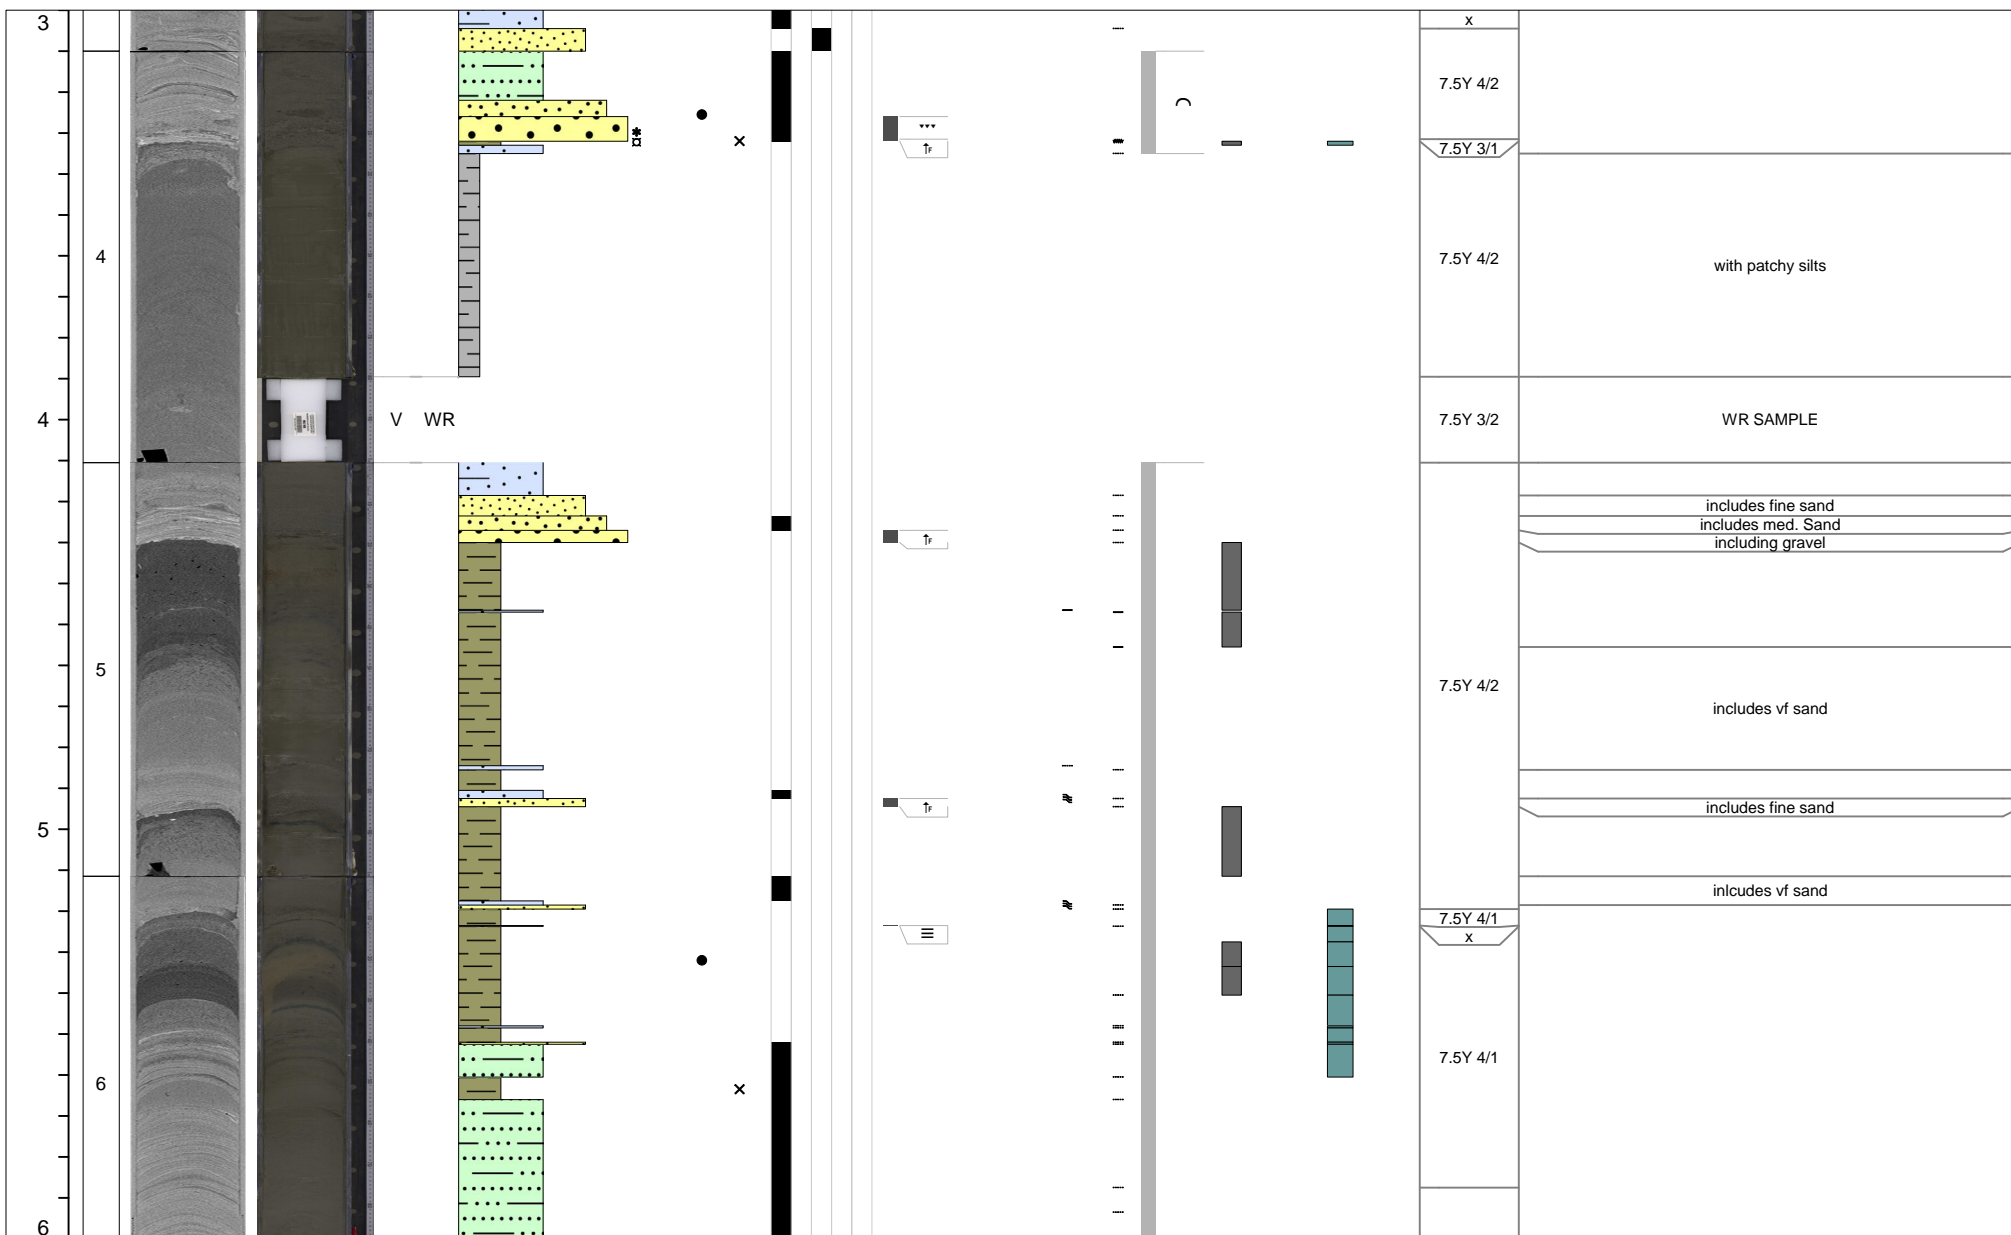 3
x
7.5Y 4/2
7.5Y 3/1
4
7.5Y 4/2
with patchy silts
4
V WR
7.5Y 3/2
WR SAMPLE
includes fine sand
includes med. Sand
including gravel
5
7.5Y 4/2
includes vf sand
includes fine sand
5
inlcudes vf sand
7.5Y 4/1
x
7.5Y 4/1
6
6